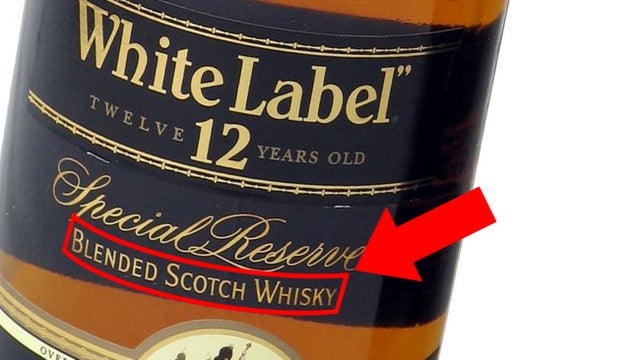 White Label”
TWELVE 12 YEARS OLD
Special Reserve
BLENDED SCOTCH WHISKY